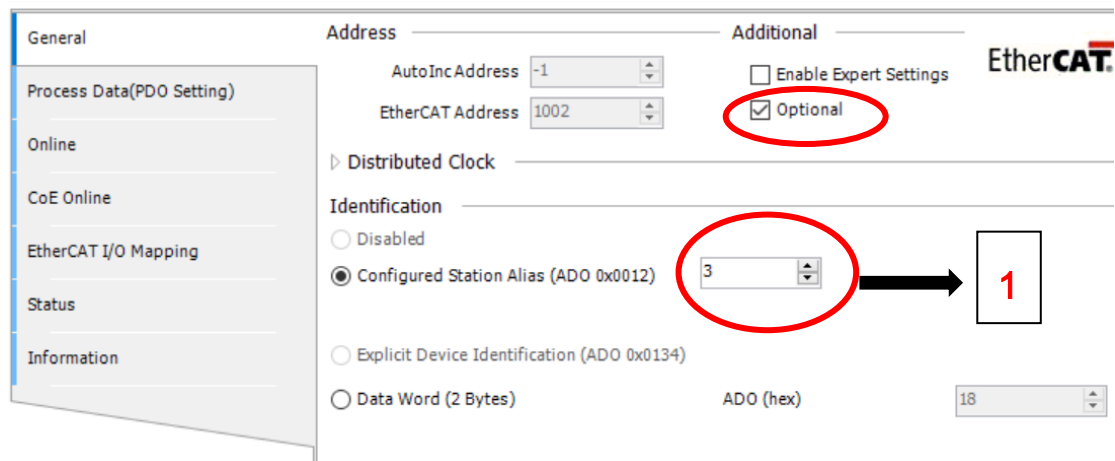 General
Process Data(PDO Setting)
Online
CoE Online
EtherCAT I/O Mapping
Status
Information
Address
AutoInc Address -1
EtherCAT Address 1002
Additional
Enable Expert Settings
Optional
EtherCAT.
Distributed Clock
Identification
Disabled
Configured Station Alias (ADO 0x0012) 3
1
Explicit Device Identification (ADO 0x0134)
Data Word (2 Bytes) ADO (hex) 18